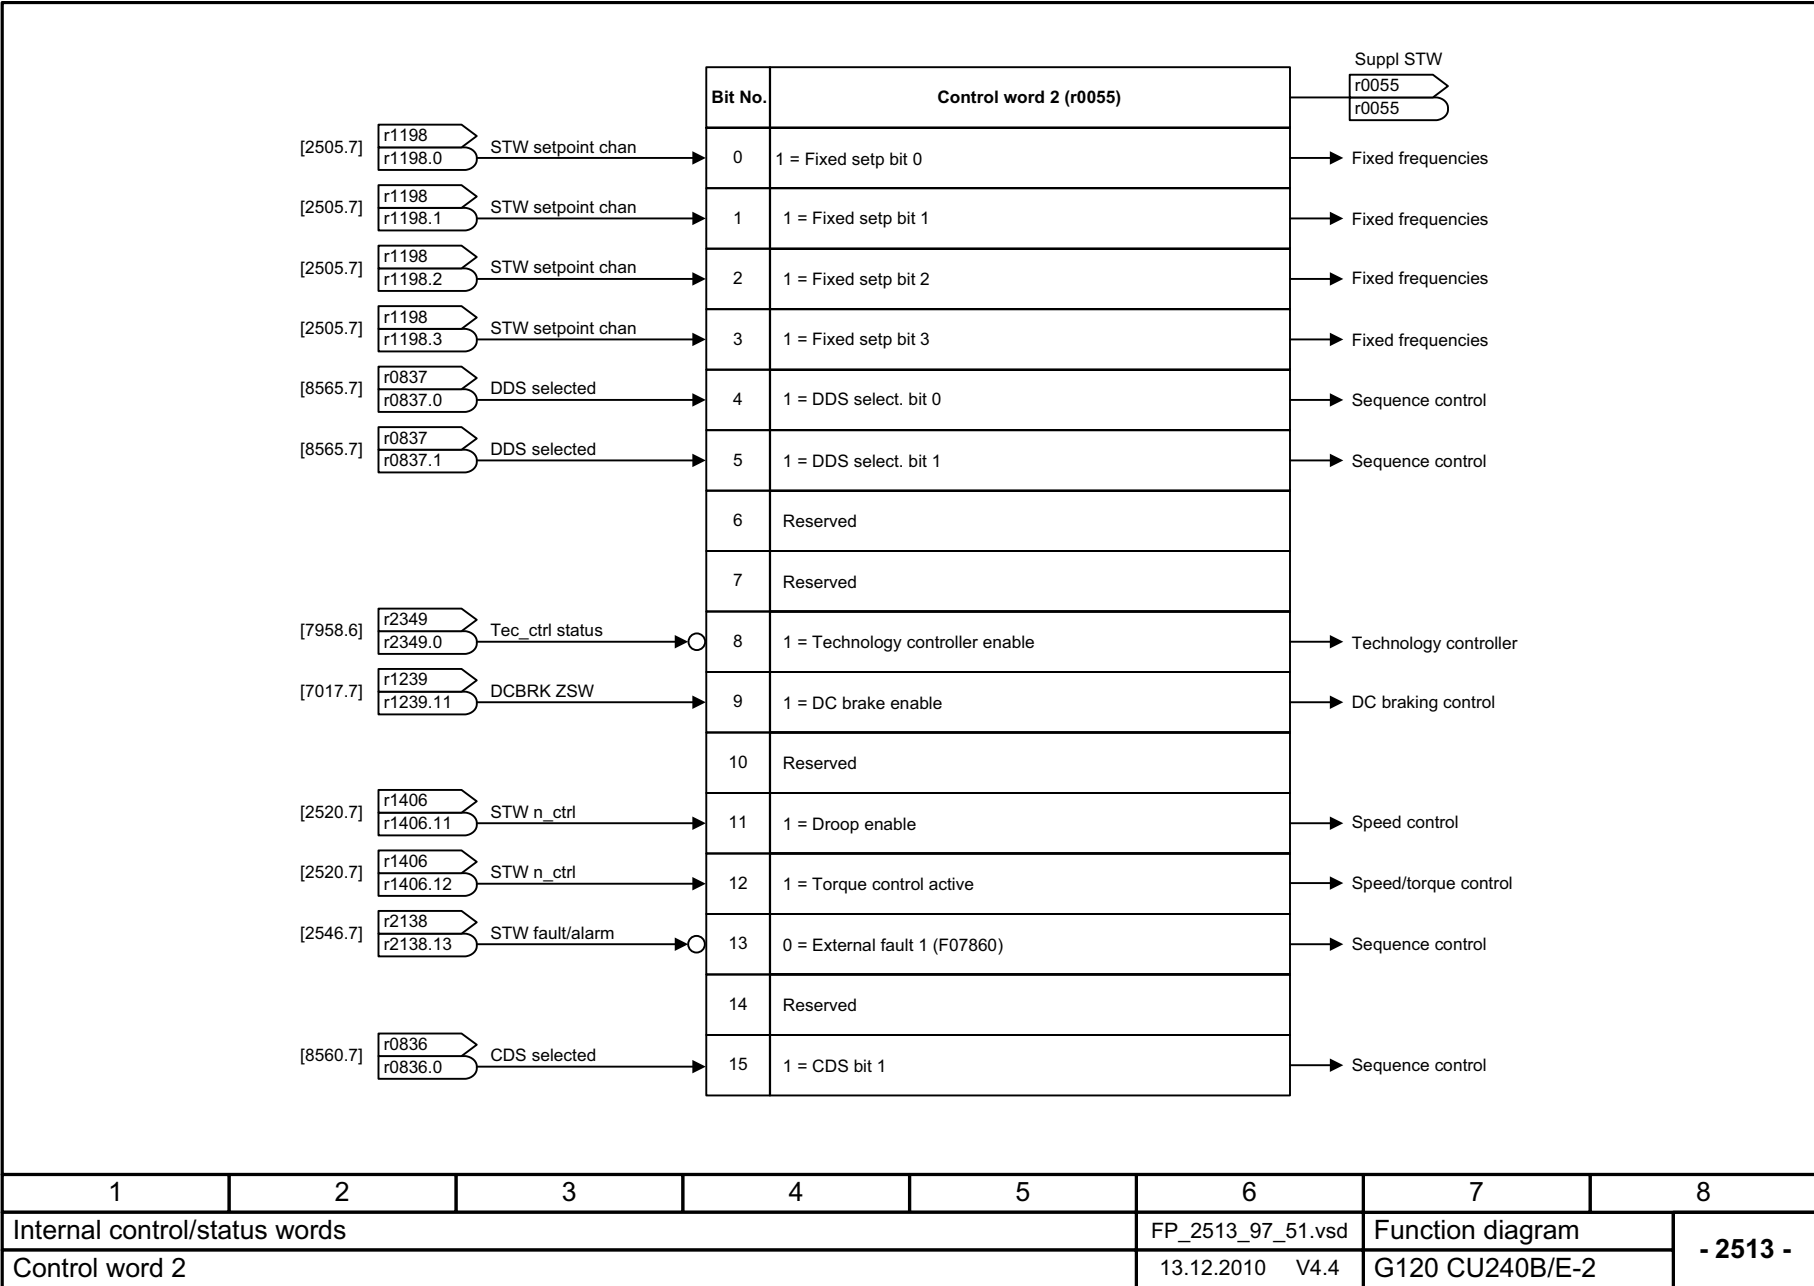 Suppl STW
r0055
r0055
Bit No. Control word 2 (r0055)
[2505.7] r1198 r1198.0 STW setpoint chan 0 1 = Fixed setp bit 0 Fixed frequencies
[2505.7] r1198 r1198.1 STW setpoint chan 1 1 = Fixed setp bit 1 Fixed frequencies
[2505.7] r1198 r1198.2 STW setpoint chan 2 1 = Fixed setp bit 2 Fixed frequencies
[2505.7] r1198 r1198.3 STW setpoint chan 3 1 = Fixed setp bit 3 Fixed frequencies
[8565.7] r0837 r0837.0 DDS selected 4 1 = DDS select. bit 0 Sequence control
[8565.7] r0837 r0837.1 DDS selected 5 1 = DDS select. bit 1 Sequence control
6 Reserved
7 Reserved
[7958.6] r2349 r2349.0 Tec_ctrl status 8 1 = Technology controller enable Technology controller
[7017.7] r1239 r1239.11 DCBRK ZSW 9 1 = DC brake enable DC braking control
10 Reserved
[2520.7] r1406 r1406.11 STW n_ctrl 11 1 = Droop enable Speed control
[2520.7] r1406 r1406.12 STW n_ctrl 12 1 = Torque control active Speed/torque control
[2546.7] r2138 r2138.13 STW fault/alarm 13 0 = External fault 1 (F07860) Sequence control
14 Reserved
[8560.7] r0836 r0836.0 CDS selected 15 1 = CDS bit 1 Sequence control
1 2 3 4 5 6 7 8
Internal control/status words FP_2513_97_51.vsd Function diagram
- 2513 -
Control word 2 13.12.2010 V4.4 G120 CU240B/E-2